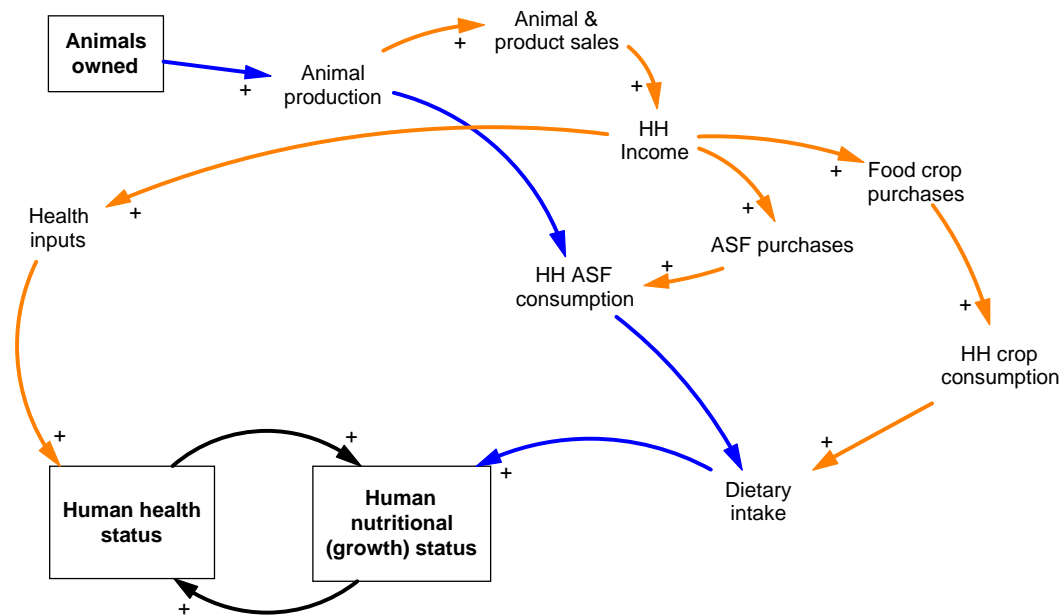 Animals
owned
+
Animal
production
+
Animal &
product sales
+
HH
Income
+
Food crop
purchases
+
ASF purchases
+
Health
inputs
+
HH ASF
consumption
+
HH crop
consumption
+
Dietary
intake
+
+
Human health
status
+
Human
nutritional
(growth) status
+
+